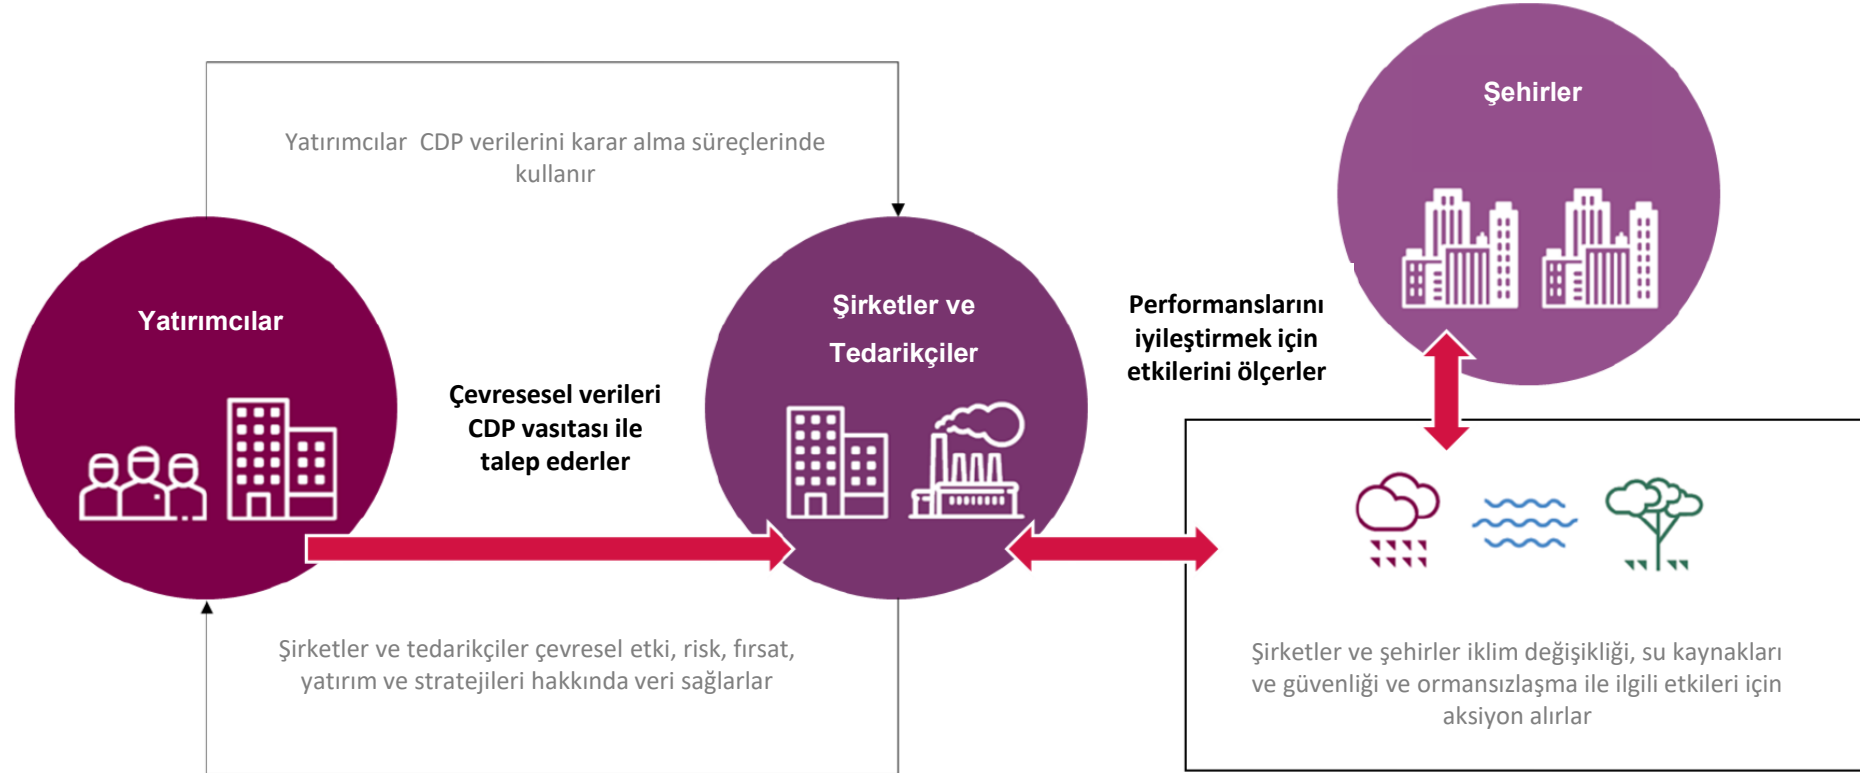 Şehirler
Yatırımcılar CDP verilerini karar alma süreçlerinde
kullanır
Yatırımcılar
Şirketler ve
Tedarikçiler
Performanslarını
iyileştirmek için
etkilerini ölçerler
Çevresesel verileri
CDP vasıtası ile
talep ederler
Şirketler ve tedarikçiler çevresel etki, risk, fırsat,
yatırım ve stratejileri hakkında veri sağlarlar
Şirketler ve şehirler iklim değişikliği, su kaynakları
ve güvenliği ve ormansızlaşma ile ilgili etkileri için
aksiyon alırlar